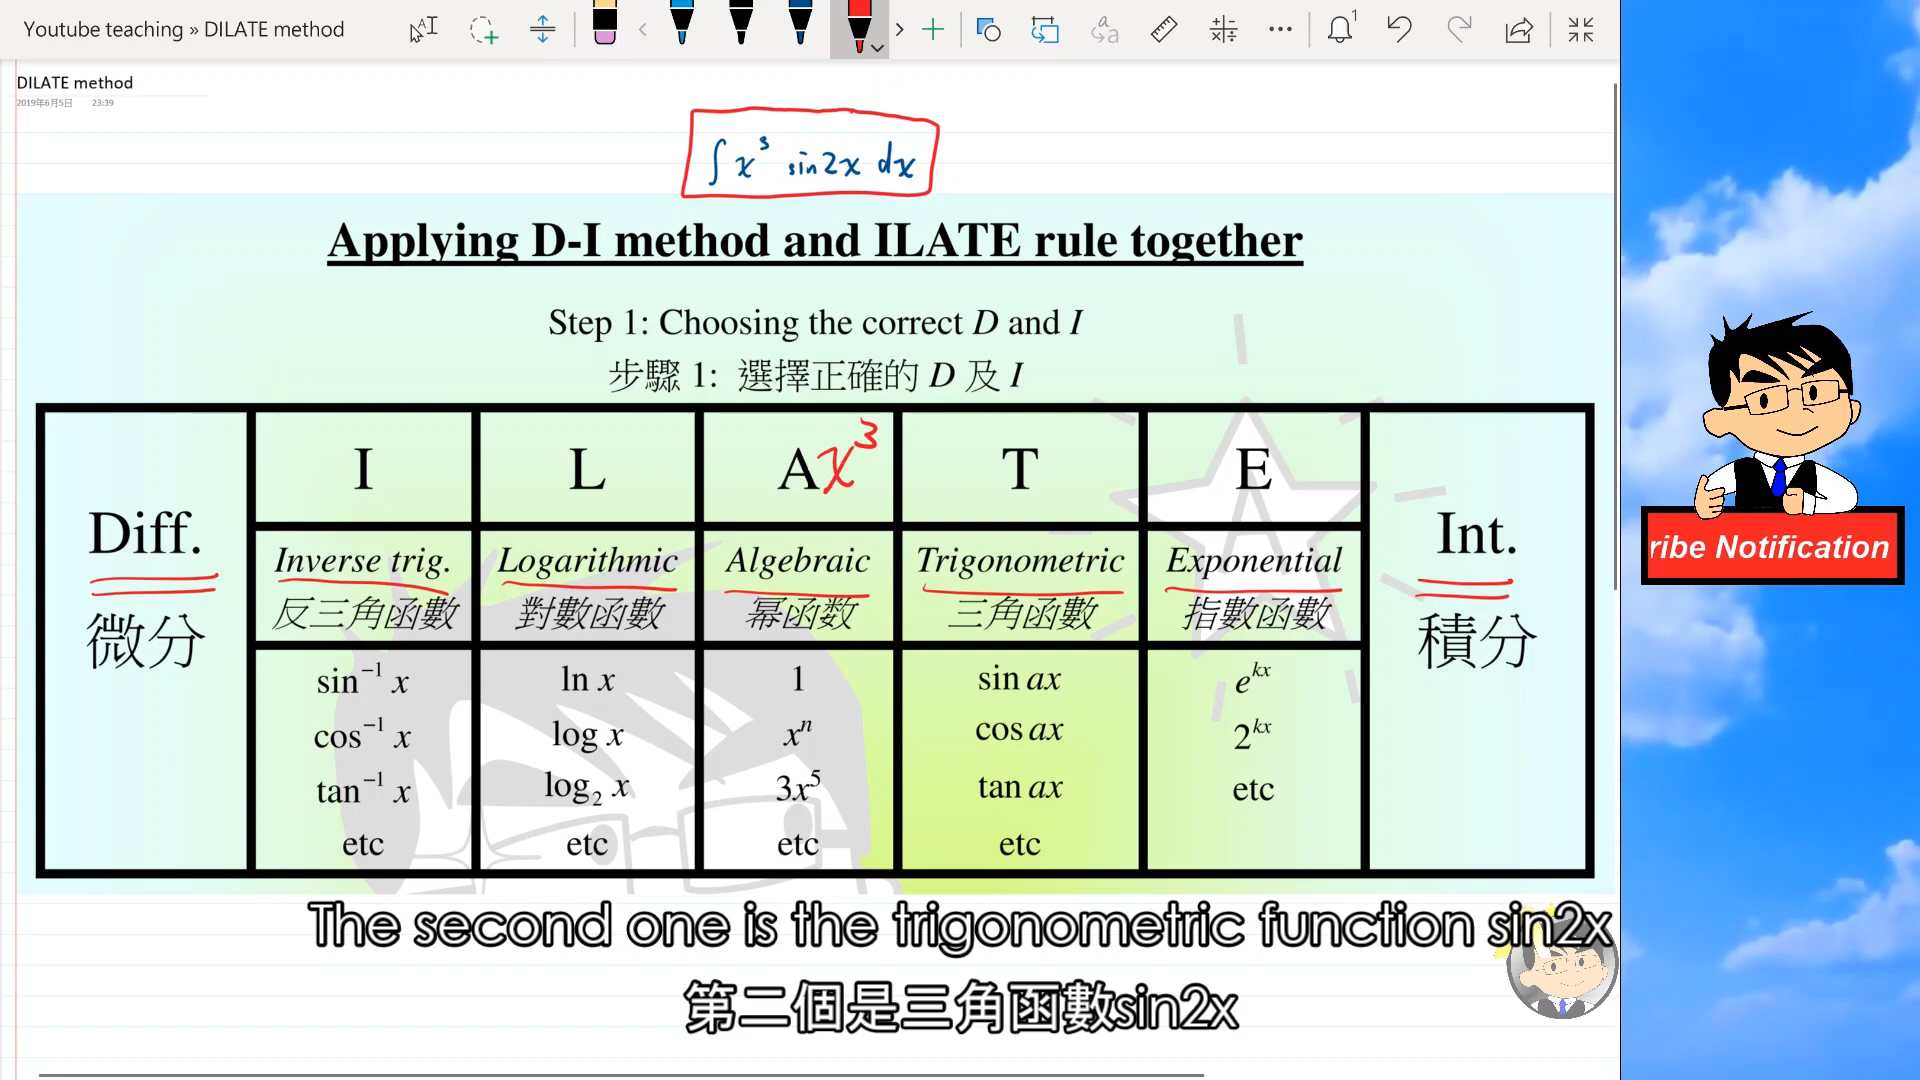 Youtube teaching » DILATE method
DILATE method
2019年6月5日 23:39
∫ x³ sin2x dx
Applying D-I method and ILATE rule together
Step 1: Choosing the correct D and I
步驟 1: 選擇正確的 D 及 I
Diff.
微分
I L A x³ T E
Inverse trig. Logarithmic Algebraic Trigonometric Exponential
反三角函數 對數函數 幂函数 三角函數 指數函數
sin⁻¹ x ln x 1 sin ax e^{kx}
cos⁻¹ x log x xⁿ cos ax 2^{kx}
tan⁻¹ x log₂ x 3x⁵ tan ax etc
etc etc etc etc
Int.
積分
ribe Notification
The second one is the trigonometric function sin2x
第二個是三角函數sin2x